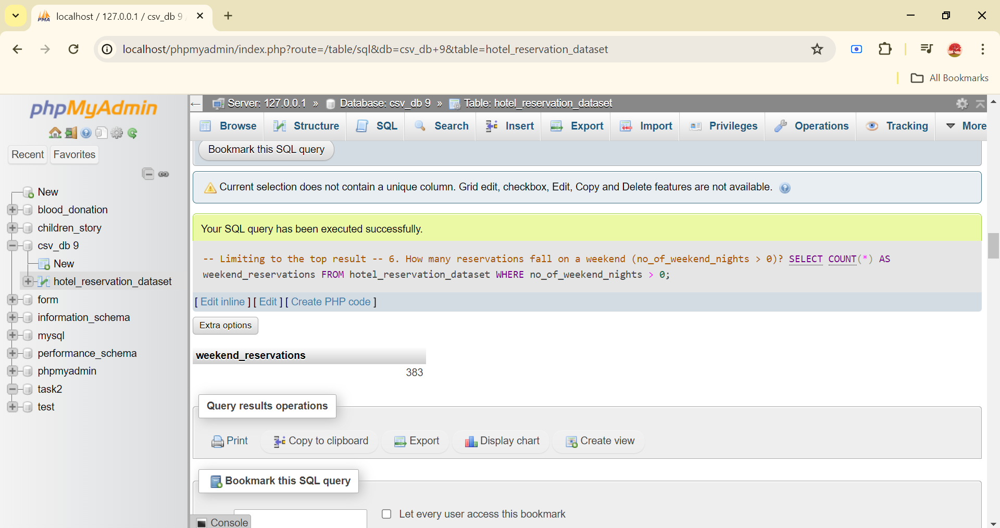 localhost / 127.0.0.1 / csv_db 9
localhost/phpmyadmin/index.php?route=/table/sql&db=csv_db+9&table=hotel_reservation_dataset
All Bookmarks
phpMyAdmin
Recent
Favorites
New
blood_donation
children_story
csv_db 9
New
hotel_reservation_dataset
form
information_schema
mysql
performance_schema
phpmyadmin
task2
test
Server: 127.0.0.1 » Database: csv_db 9 » Table: hotel_reservation_dataset
Browse Structure SQL Search Insert Export Import Privileges Operations Tracking More
Bookmark this SQL query
Current selection does not contain a unique column. Grid edit, checkbox, Edit, Copy and Delete features are not available.
Your SQL query has been executed successfully.
-- Limiting to the top result -- 6. How many reservations fall on a weekend (no_of_weekend_nights > 0)? SELECT COUNT(*) AS
weekend_reservations FROM hotel_reservation_dataset WHERE no_of_weekend_nights > 0;
[ Edit inline ] [ Edit ] [ Create PHP code ]
Extra options
weekend_reservations
383
Query results operations
Print Copy to clipboard Export Display chart Create view
Bookmark this SQL query
Let every user access this bookmark
Console